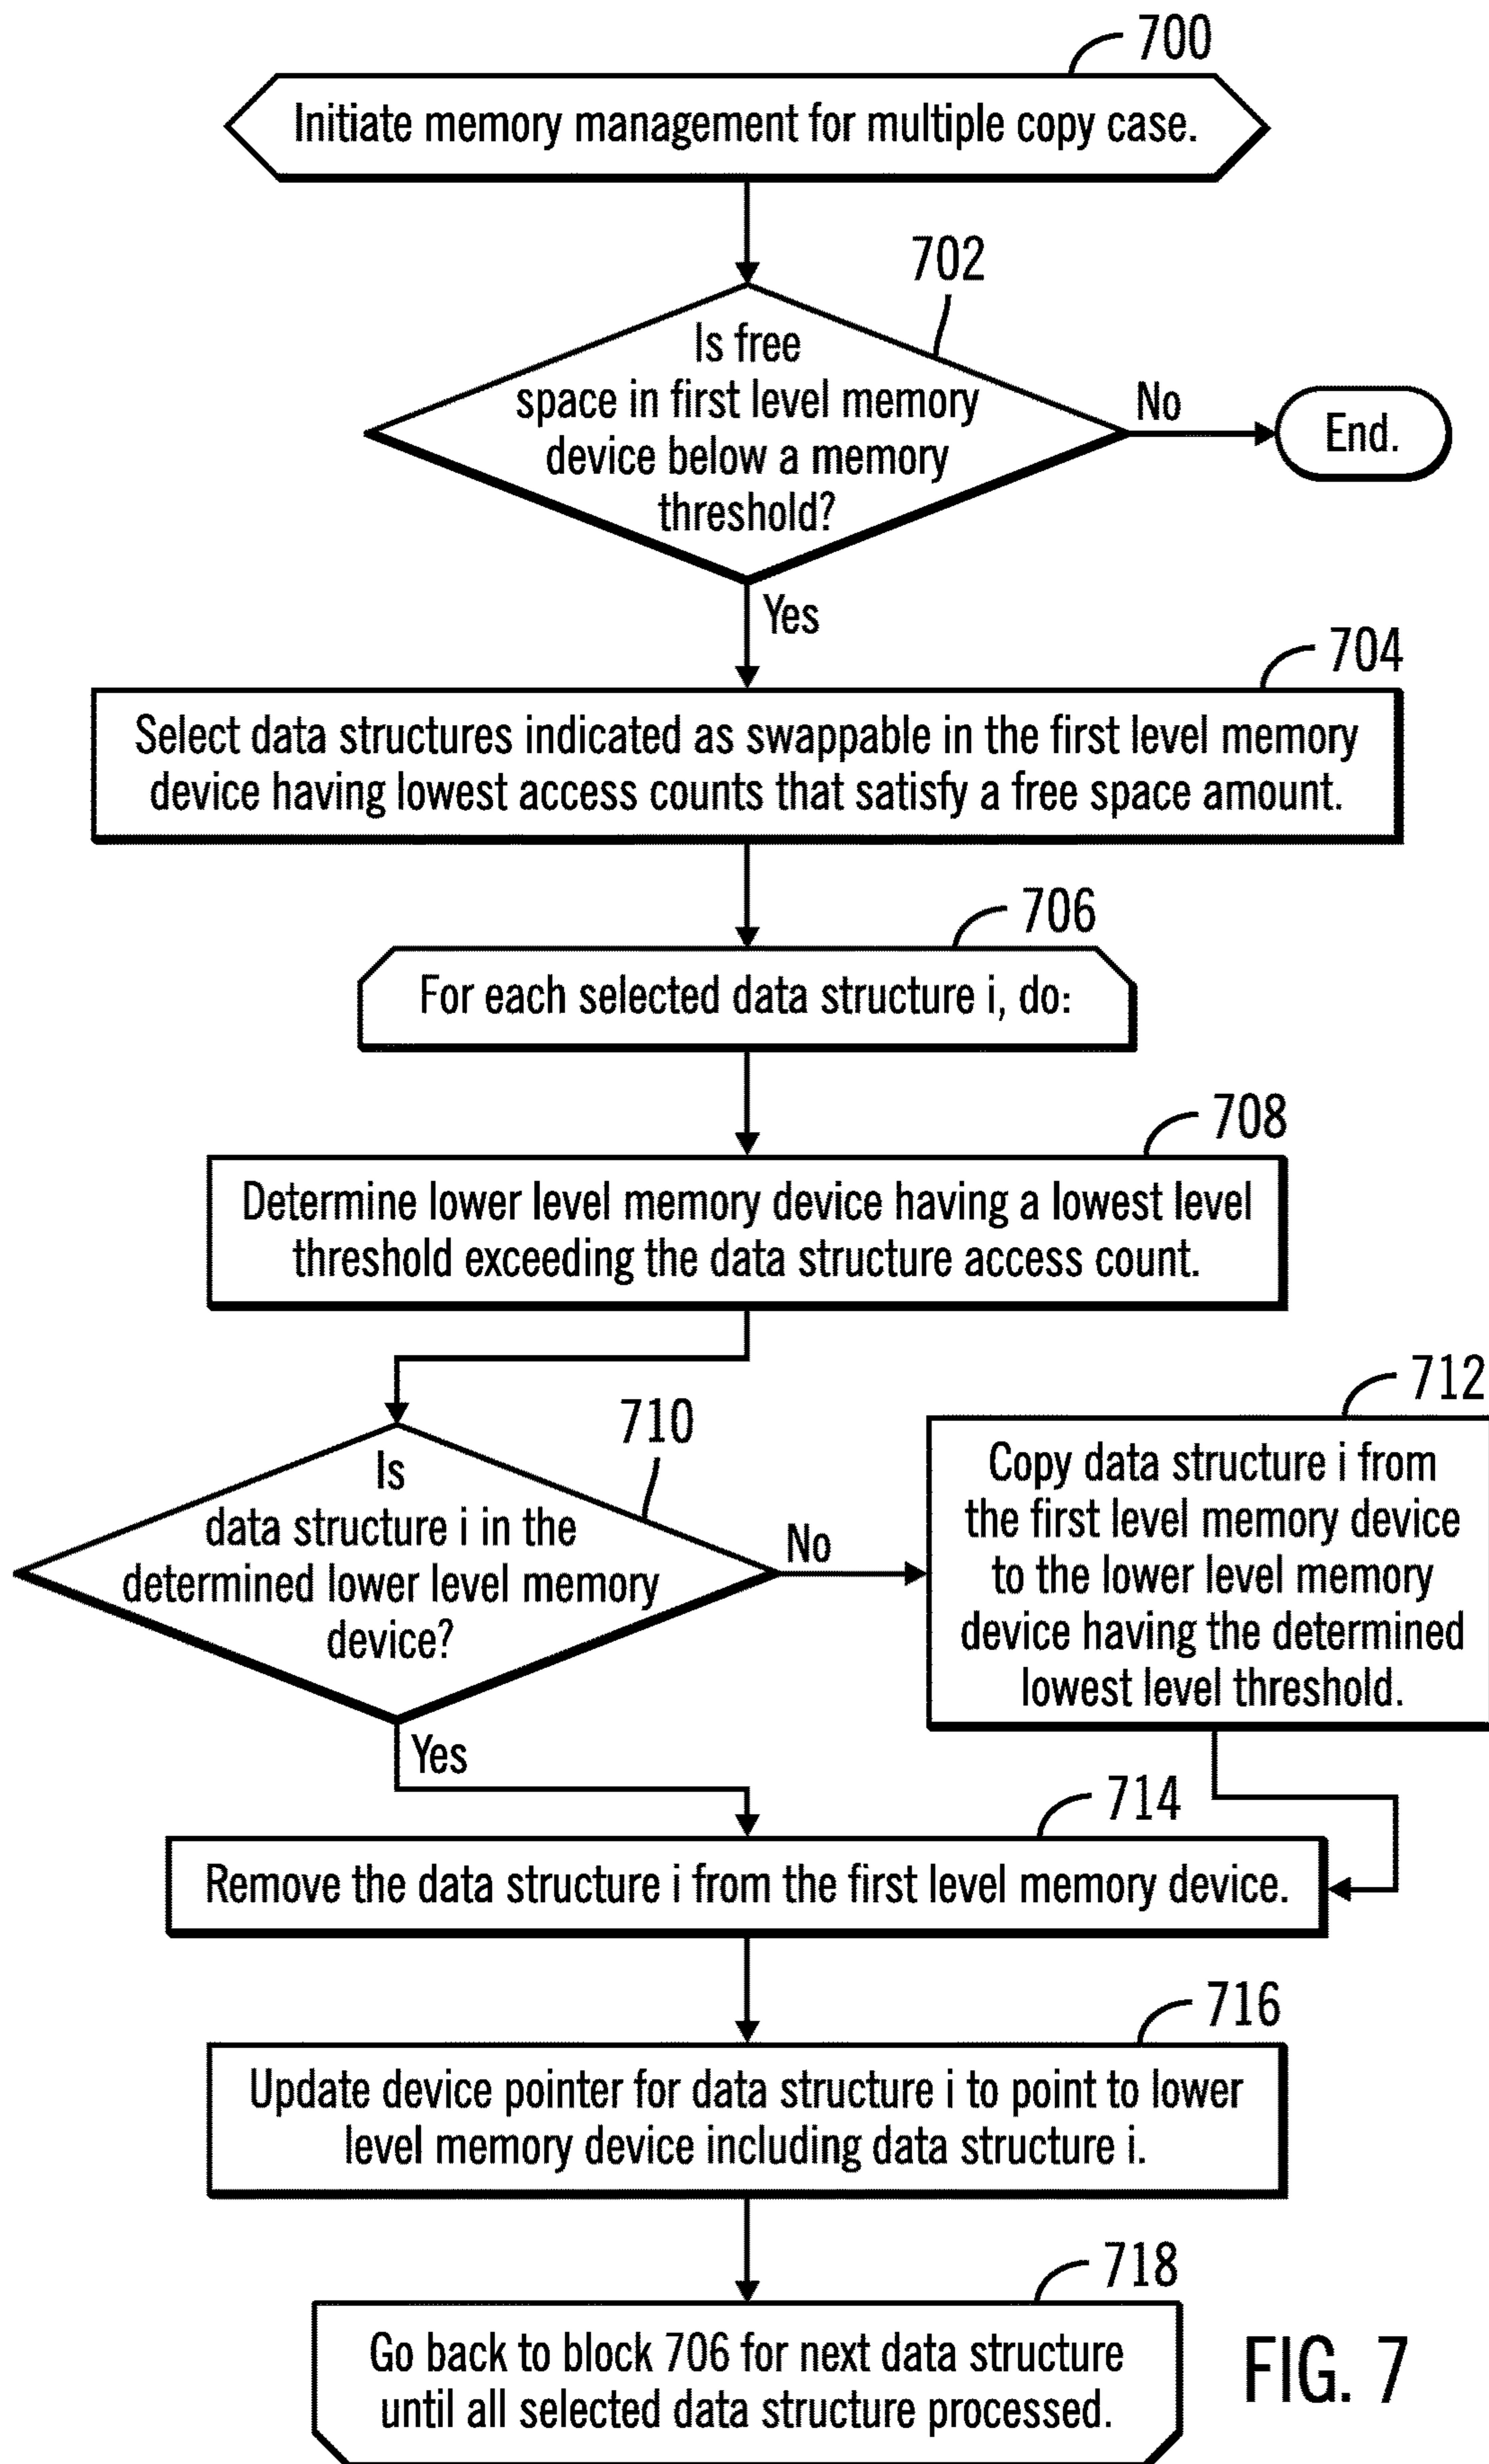 700
Initiate memory management for multiple copy case.
702
Is free
space in first level memory
device below a memory
threshold?
No
End.
Yes
704
Select data structures indicated as swappable in the first level memory
device having lowest access counts that satisfy a free space amount.
706
For each selected data structure i, do:
708
Determine lower level memory device having a lowest level
threshold exceeding the data structure access count.
710
Is
data structure i in the
determined lower level memory
device?
No
712
Copy data structure i from
the first level memory device
to the lower level memory
device having the determined
lowest level threshold.
Yes
714
Remove the data structure i from the first level memory device.
716
Update device pointer for data structure i to point to lower
level memory device including data structure i.
718
Go back to block 706 for next data structure
until all selected data structure processed.
FIG. 7